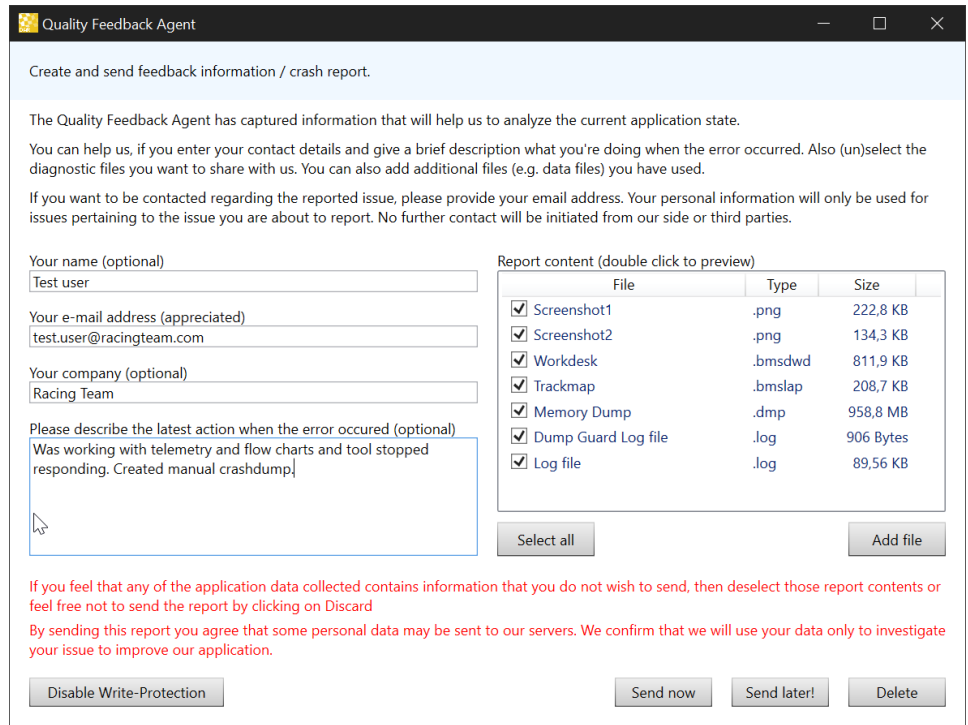 Quality Feedback Agent
Create and send feedback information / crash report.
The Quality Feedback Agent has captured information that will help us to analyze the current application state.
You can help us, if you enter your contact details and give a brief description what you're doing when the error occurred. Also (un)select the
diagnostic files you want to share with us. You can also add additional files (e.g. data files) you have used.
If you want to be contacted regarding the reported issue, please provide your email address. Your personal information will only be used for
issues pertaining to the issue you are about to report. No further contact will be initiated from our side or third parties.
Your name (optional)
Test user
Your e-mail address (appreciated)
test.user@racingteam.com
Your company (optional)
Racing Team
Please describe the latest action when the error occured (optional)
Was working with telemetry and flow charts and tool stopped
responding. Created manual crashdump.
Report content (double click to preview)
File Type Size
Screenshot1 .png 222,8 KB
Screenshot2 .png 134,3 KB
Workdesk .bmsdwd 811,9 KB
Trackmap .bmslap 208,7 KB
Memory Dump .dmp 958,8 MB
Dump Guard Log file .log 906 Bytes
Log file .log 89,56 KB
Select all Add file
If you feel that any of the application data collected contains information that you do not wish to send, then deselect those report contents or
feel free not to send the report by clicking on Discard
By sending this report you agree that some personal data may be sent to our servers. We confirm that we will use your data only to investigate
your issue to improve our application.
Disable Write-Protection Send now Send later! Delete